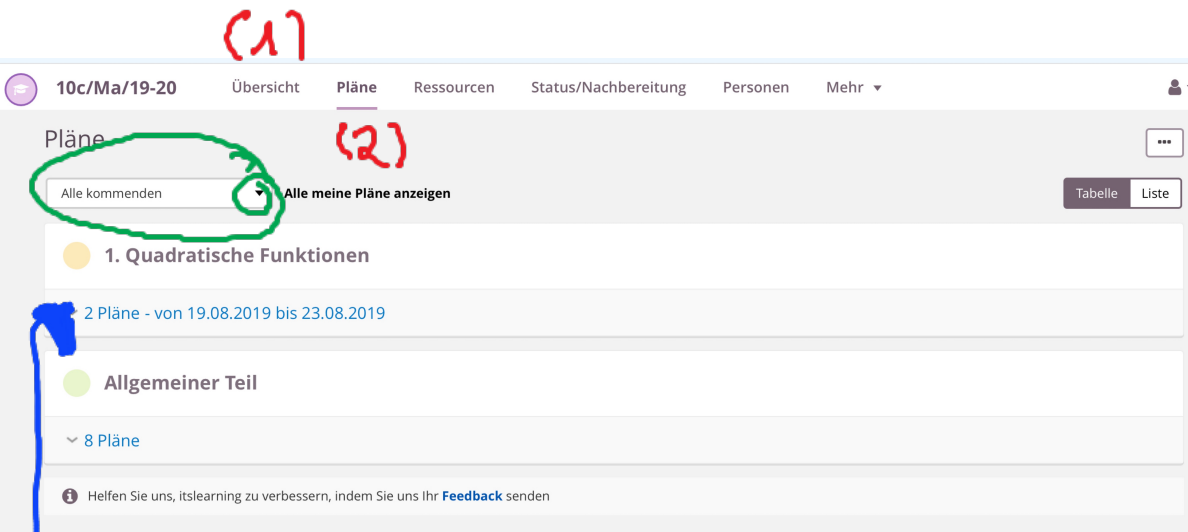 (1)
10c/Ma/19-20 Übersicht Pläne Ressourcen Status/Nachbereitung Personen Mehr
Pläne
(2)
Alle kommenden Alle meine Pläne anzeigen Tabelle Liste
1. Quadratische Funktionen
2 Pläne - von 19.08.2019 bis 23.08.2019
Allgemeiner Teil
8 Pläne
Helfen Sie uns, itslearning zu verbessern, indem Sie uns Ihr Feedback senden